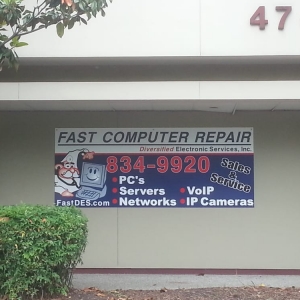 47
FAST COMPUTER REPAIR
Diversified Electronic Services, Inc.
834-9920
Sales
&
Service
•PC's
•Servers •VoIP
•Networks •IP Cameras
FastDES.com